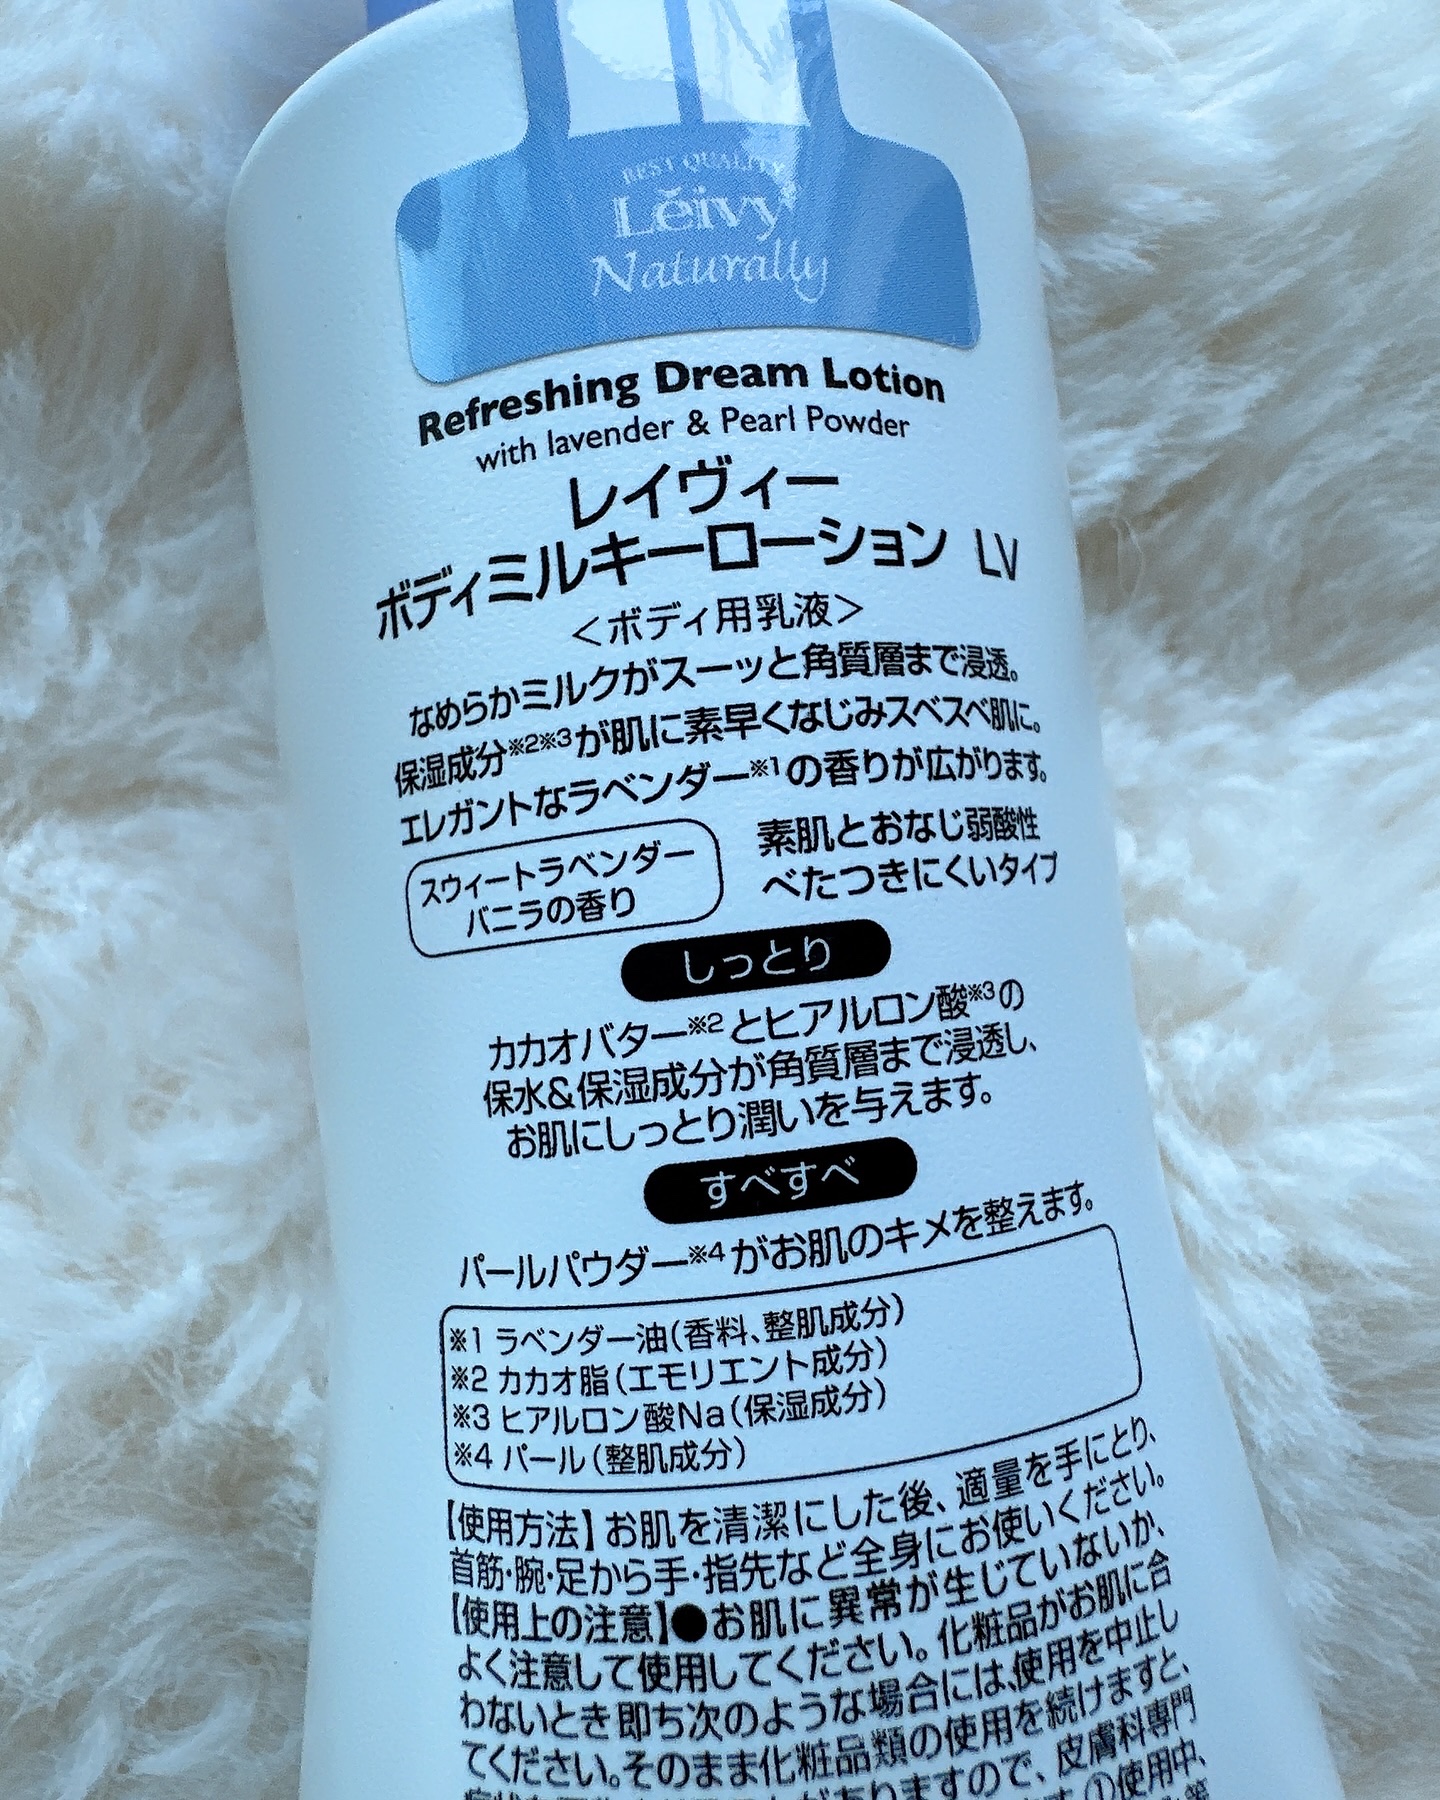 BEST QUALITY
Leivy
Naturally
Refreshing Dream Lotion
with lavender & Pearl Powder
レイヴィー
ボディミルキーローション LV
＜ボディ用乳液＞
なめらかミルクがスーッと角質層まで浸透。
保湿成分※2※3が肌に素早くなじみスベスベ肌に。
エレガントなラベンダー※1の香りが広がります。
スウィートラベンダー
バニラの香り
素肌とおなじ弱酸性
べたつきにくいタイプ
しっとり
カカオバター※2とヒアルロン酸※3の
保水&保湿成分が角質層まで浸透し、
お肌にしっとり潤いを与えます。
すべすべ
パールパウダー※4がお肌のキメを整えます。
※1 ラベンダー油(香料、整肌成分)
※2 カカオ脂(エモリエント成分)
※3 ヒアルロン酸Na(保湿成分)
※4 パール(整肌成分)
【使用方法】お肌を清潔にした後、適量を手にとり、
首筋・腕・足から手・指先など全身にお使いください。
【使用上の注意】●お肌に異常が生じていないか、
よく注意して使用してください。化粧品がお肌に合
わないとき即ち次のような場合には、使用を中止し
てください。そのまま化粧品類の使用を続けますと、
がありますので、皮膚科専門
①使用中、